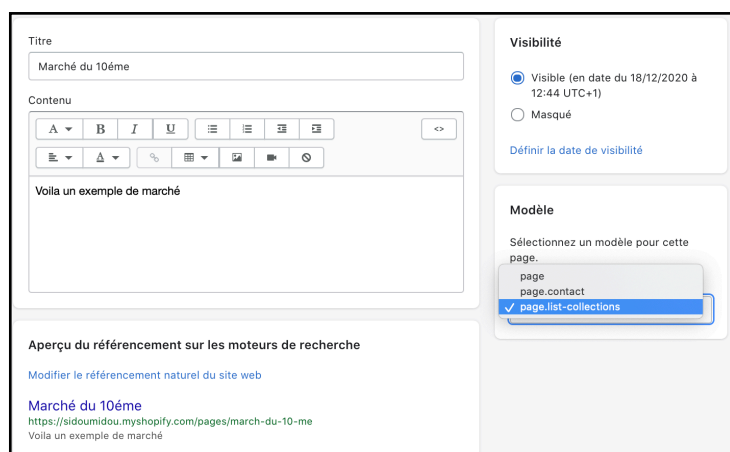 Titre
Marché du 10éme
Contenu
A B I U <>
A
Voila un exemple de marché
Aperçu du référencement sur les moteurs de recherche
Modifier le référencement naturel du site web
Marché du 10éme
https://sidoumidou.myshopify.com/pages/march-du-10-me
Voila un exemple de marché
Visibilité
Visible (en date du 18/12/2020 à
12:44 UTC+1)
Masqué
Définir la date de visibilité
Modèle
Sélectionnez un modèle pour cette
page.
page
page.contact
✓ page.list-collections